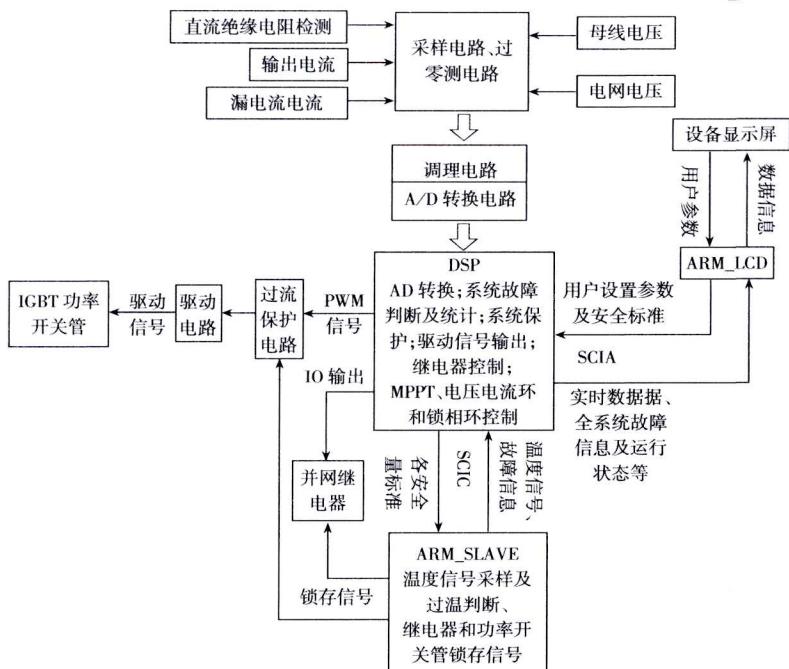 直流绝缘电阻检测
输出电流
漏电流电流
采样电路、过
零测电路
母线电压
电网电压
调理电路
A/D 转换电路
设备显示屏
用户参数
数据信息
ARM_LCD
DSP
AD 转换;系统故障
判断及统计;系统保
护;驱动信号输出;
继电器控制;
MPPT、电压电流环
和锁相环控制
用户设置参数
及安全标准
SCIA
实时数据据、
全系统故障
信息及运行
状态等
PWM
信号
过流
保护
电路
驱动
电路
驱动
信号
IGBT 功率
开关管
IO 输出
并网继
电器
各安全
量标准
SCIC
温度信号、
故障信息
锁存信号
ARM_SLAVE
温度信号采样及
过温判断、
继电器和功率开
关管锁存信号